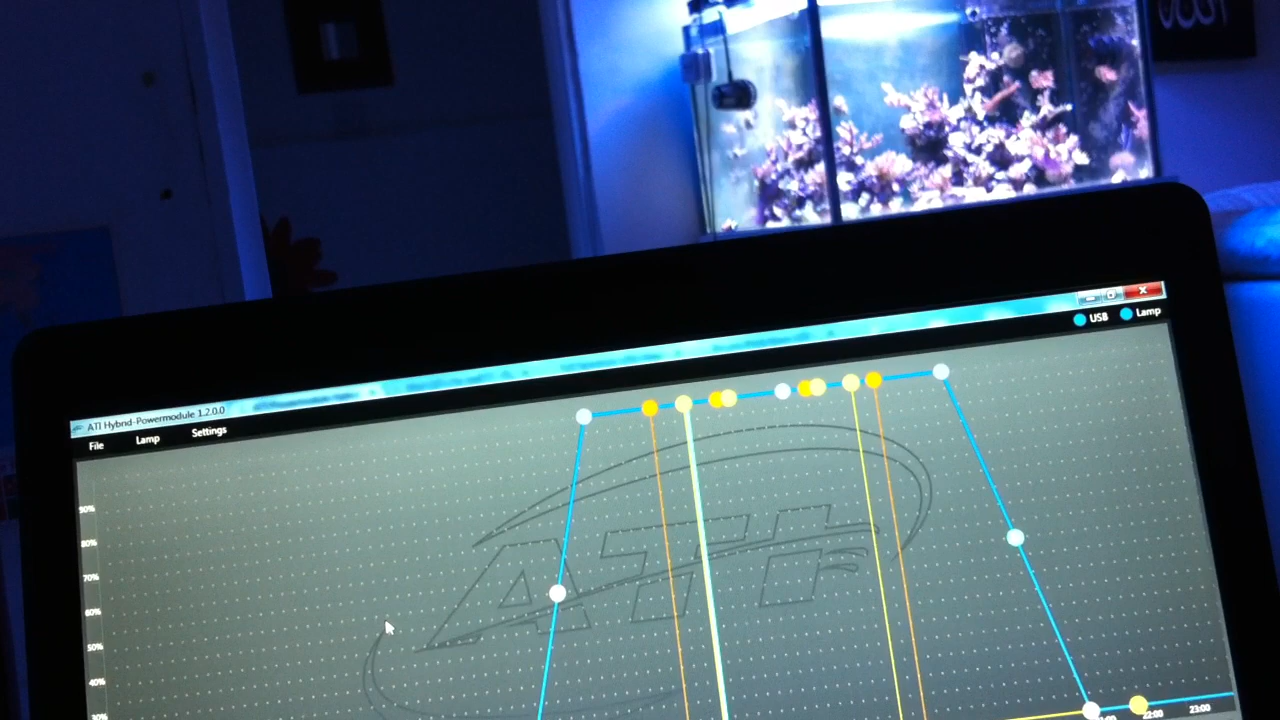 USB Lamp
ATI Hybrid-Powermodule 1.2.0.0
File Lamp Settings
90%
80%
70%
60%
50%
40%
ATI
22:00 23:00